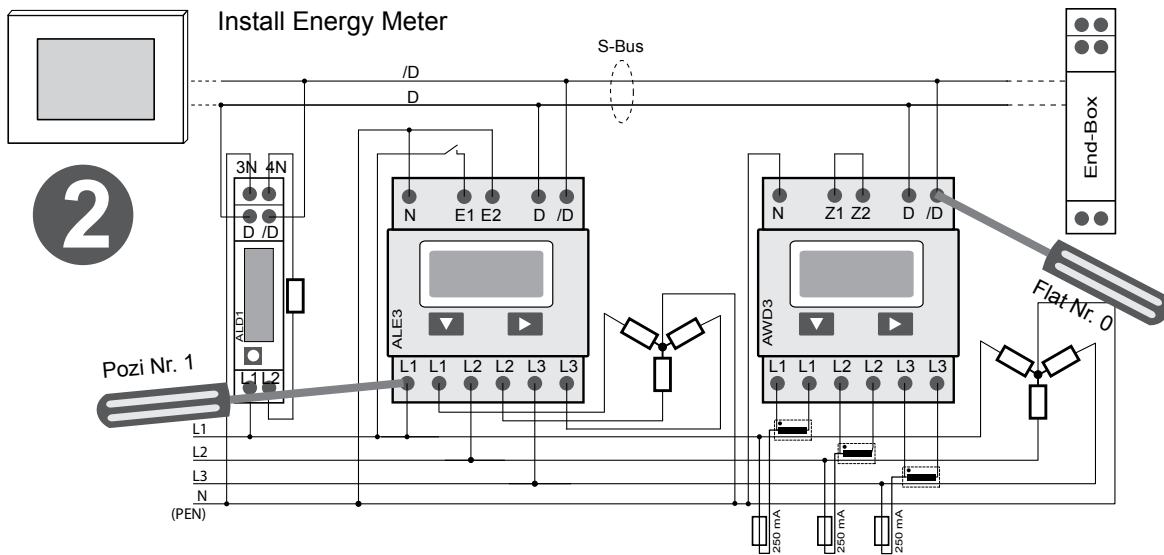 Install Energy Meter
S-Bus
/D
D
2
End-Box
3N 4N
D /D
ALD1
L1 L2
N E1 E2 D /D
ALE3
L1 L1 L2 L2 L3 L3
N Z1 Z2 D /D
AWD3
L1 L1 L2 L2 L3 L3
Pozi Nr. 1
Flat Nr. 0
L1
L2
L3
N
(PEN)
250 mA
250 mA
250 mA